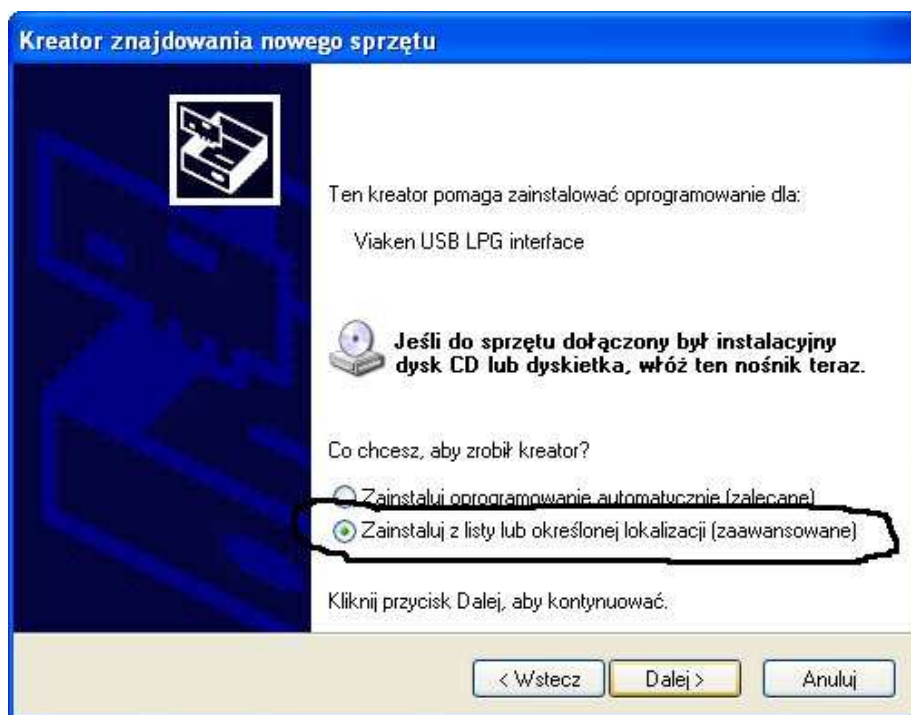 Kreator znajdowania nowego sprzętu
Ten kreator pomaga zainstalować oprogramowanie dla:
Viaken USB LPG interface
Jeśli do sprzętu dołączony był instalacyjny
dysk CD lub dyskietka, włóż ten nośnik teraz.
Co chcesz, aby zrobił kreator?
Zainstaluj oprogramowanie automatycznie (zalecane)
Zainstaluj z listy lub określonej lokalizacji (zaawansowane)
Kliknij przycisk Dalej, aby kontynuować.
< Wstecz
Dalej >
Anuluj